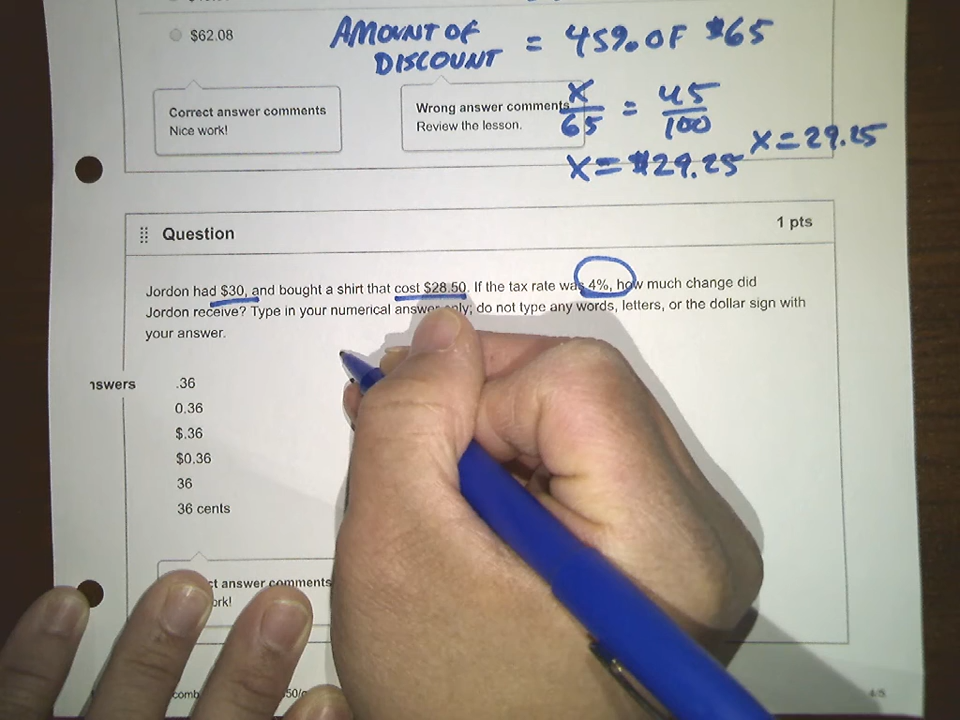 $62.08
AMOUNT OF
DISCOUNT = 45% OF $65
Correct answer comments
Nice work!
Wrong answer comments
Review the lesson.
x/65 = 45/100
x = 29.25
x = $29.25
Question
1 pts
Jordon had $30, and bought a shirt that cost $28.50. If the tax rate was 4%, how much change did
Jordon receive? Type in your numerical answer only; do not type any words, letters, or the dollar sign with
your answer.
nswers
.36
0.36
$.36
$0.36
36
36 cents
ct answer comments
ork!
4/5